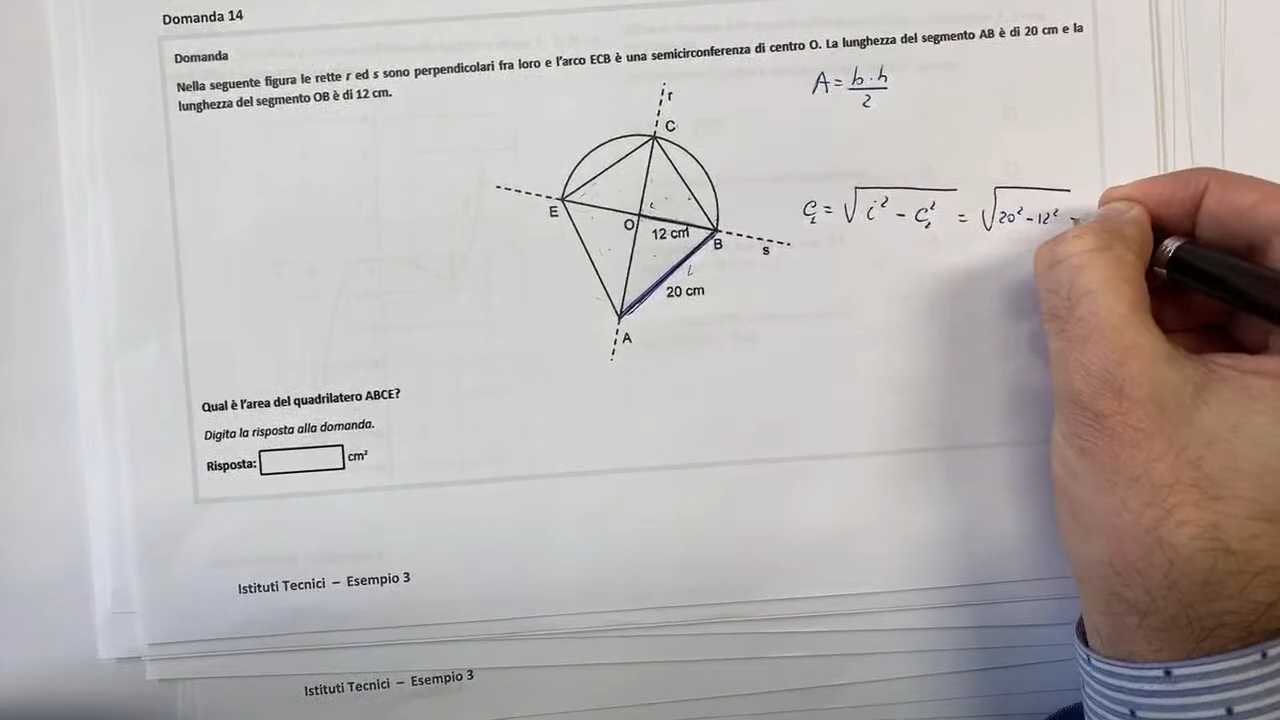 Domanda 14
Domanda
Nella seguente figura le rette r ed s sono perpendicolari fra loro e l'arco ECB è una semicirconferenza di centro O. La lunghezza del segmento AB è di 20 cm e la
lunghezza del segmento OB è di 12 cm.
A = b·h / 2
r
C
C₁ = √i² - C₂² = √20² - 12²
E
O
12 cm
B
s
20 cm
A
Qual è l'area del quadrilatero ABCE?
Digita la risposta alla domanda.
Risposta: cm²
Istituti Tecnici – Esempio 3
Istituti Tecnici – Esempio 3